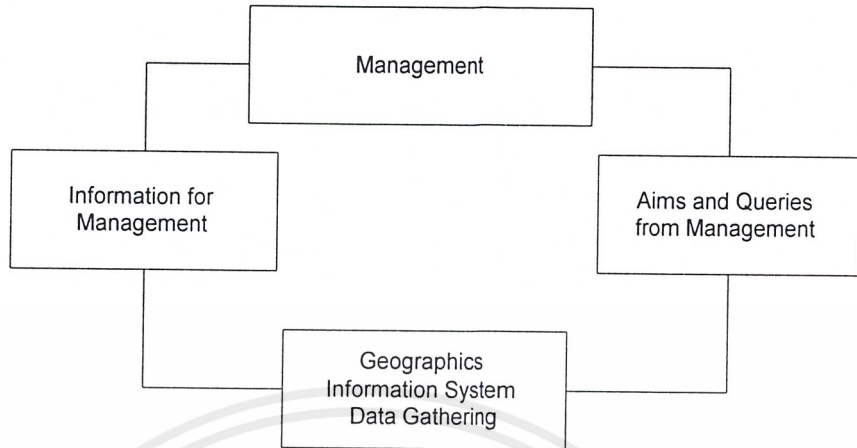 Management
Information for
Management
Aims and Queries
from Management
Geographics
Information System
Data Gathering